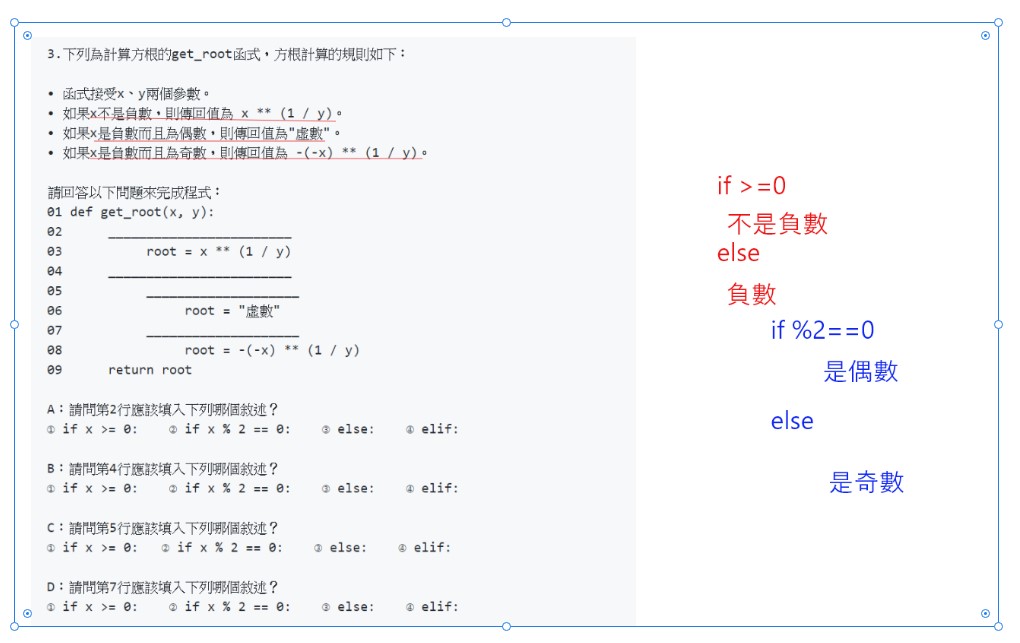 3.下列為計算方根的get_root函式，方根計算的規則如下：
• 函式接受x、y兩個參數。
• 如果x不是負數，則傳回值為 x ** (1 / y)。
• 如果x是負數而且為偶數，則傳回值為"虛數"。
• 如果x是負數而且為奇數，則傳回值為 -(-x) ** (1 / y)。
請回答以下問題來完成程式：
01 def get_root(x, y):
02 ________________________
03 root = x ** (1 / y)
04 ________________________
05 ____________________
06 root = "虛數"
07 ____________________
08 root = -(-x) ** (1 / y)
09 return root
A：請問第2行應該填入下列哪個敘述？
① if x >= 0: ② if x % 2 == 0: ③ else: ④ elif:
B：請問第4行應該填入下列哪個敘述？
① if x >= 0: ② if x % 2 == 0: ③ else: ④ elif:
C：請問第5行應該填入下列哪個敘述？
① if x >= 0: ② if x % 2 == 0: ③ else: ④ elif:
D：請問第7行應該填入下列哪個敘述？
① if x >= 0: ② if x % 2 == 0: ③ else: ④ elif:
if >=0
不是負數
else
負數
if %2==0
是偶數
else
是奇數